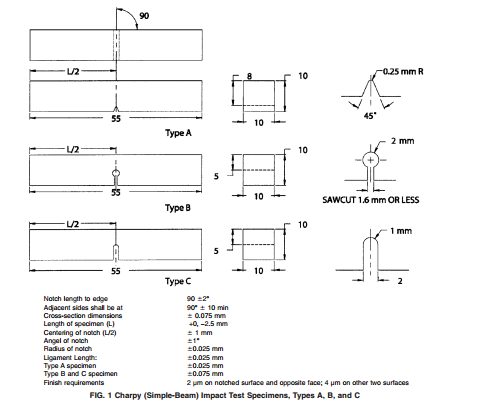 90
L/2
8
10
0.25 mm R
55
10
45°
Type A
L/2
10
2 mm
5
55
10
SAWCUT 1.6 mm OR LESS
Type B
L/2
10
1 mm
5
55
10
2
Type C
Notch length to edge 90 ±2°
Adjacent sides shall be at 90° ± 10 min
Cross-section dimensions ± 0.075 mm
Length of specimen (L) +0, −2.5 mm
Centering of notch (L/2) ± 1 mm
Angel of notch ±1°
Radius of notch ±0.025 mm
Ligament Length: ±0.025 mm
Type A specimen ±0.025 mm
Type B and C specimen ±0.075 mm
Finish requirements 2 μm on notched surface and opposite face; 4 μm on other two surfaces
FIG. 1 Charpy (Simple-Beam) Impact Test Specimens, Types A, B, and C